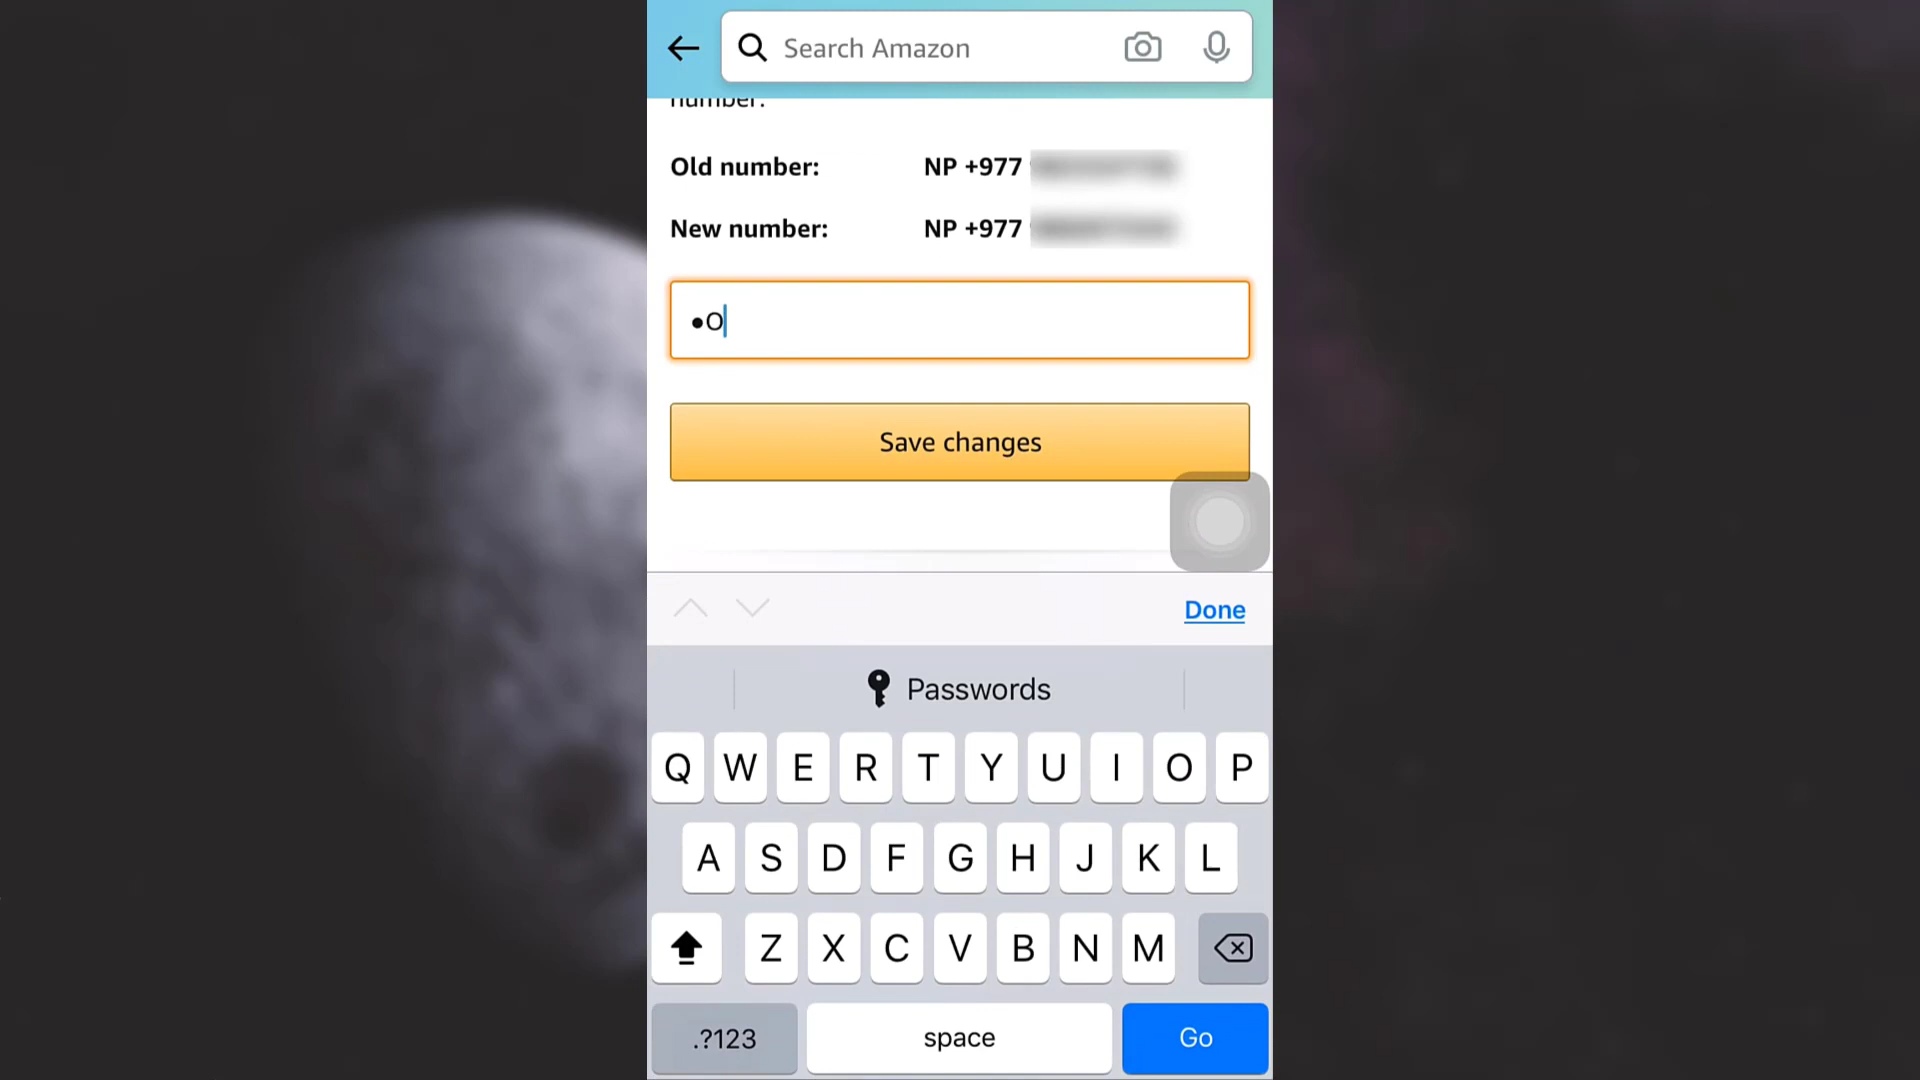 Search Amazon
number:
Old number: NP +977
New number: NP +977
●O
Save changes
Done
Passwords
Q W E R T Y U I O P
A S D F G H J K L
Z X C V B N M
.?123 space Go